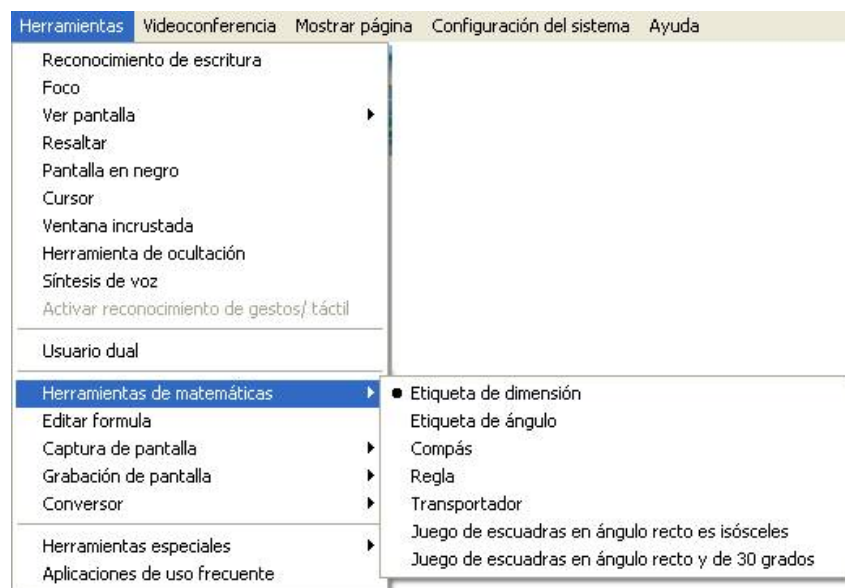 Herramientas Videoconferencia Mostrar página Configuración del sistema Ayuda
Reconocimiento de escritura
Foco
Ver pantalla
Resaltar
Pantalla en negro
Cursor
Ventana incrustada
Herramienta de ocultación
Síntesis de voz
Activar reconocimiento de gestos/ táctil
Usuario dual
Herramientas de matemáticas
Editar formula
Captura de pantalla
Grabación de pantalla
Conversor
Herramientas especiales
Aplicaciones de uso frecuente
Etiqueta de dimensión
Etiqueta de ángulo
Compás
Regla
Transportador
Juego de escuadras en ángulo recto es isósceles
Juego de escuadras en ángulo recto y de 30 grados